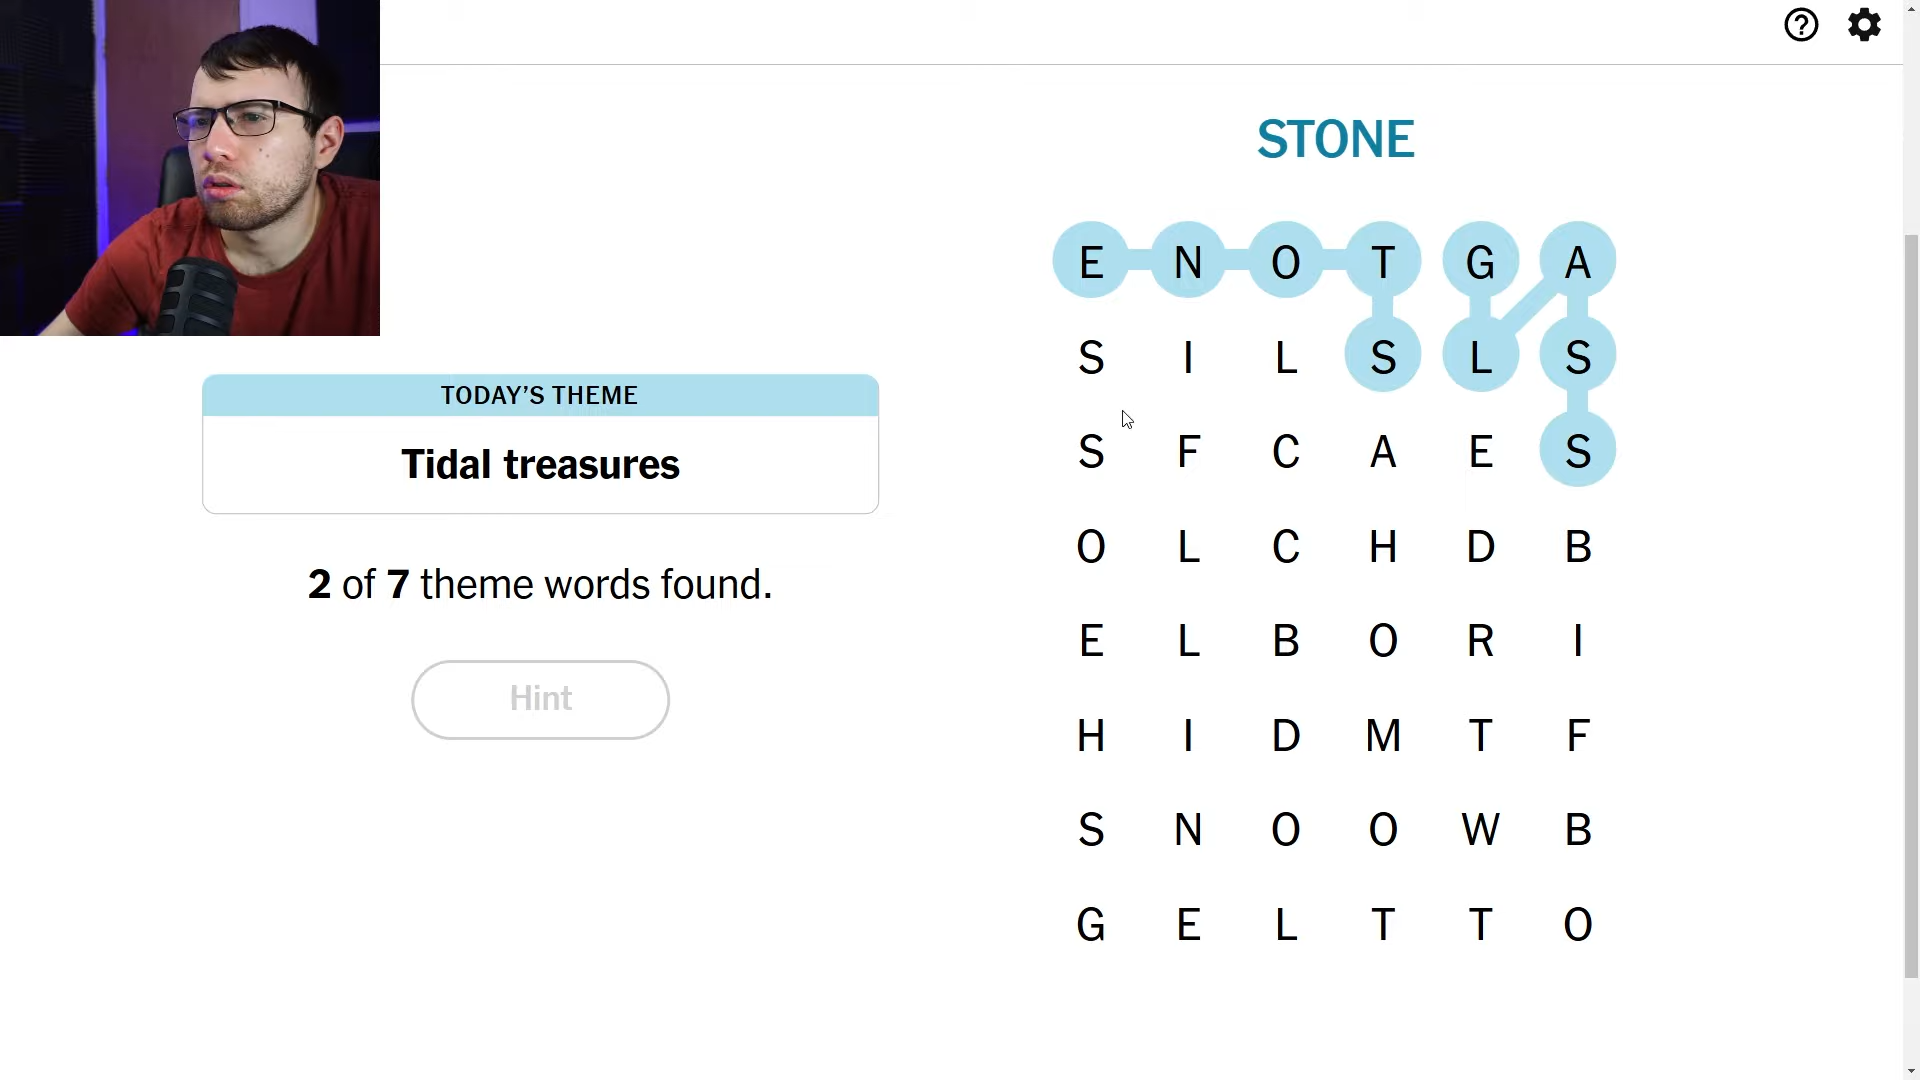 STONE
TODAY'S THEME
Tidal treasures
2 of 7 theme words found.
Hint
E N O T G A
S I L S L S
S F C A E S
O L C H D B
E L B O R I
H I D M T F
S N O O W B
G E L T T O